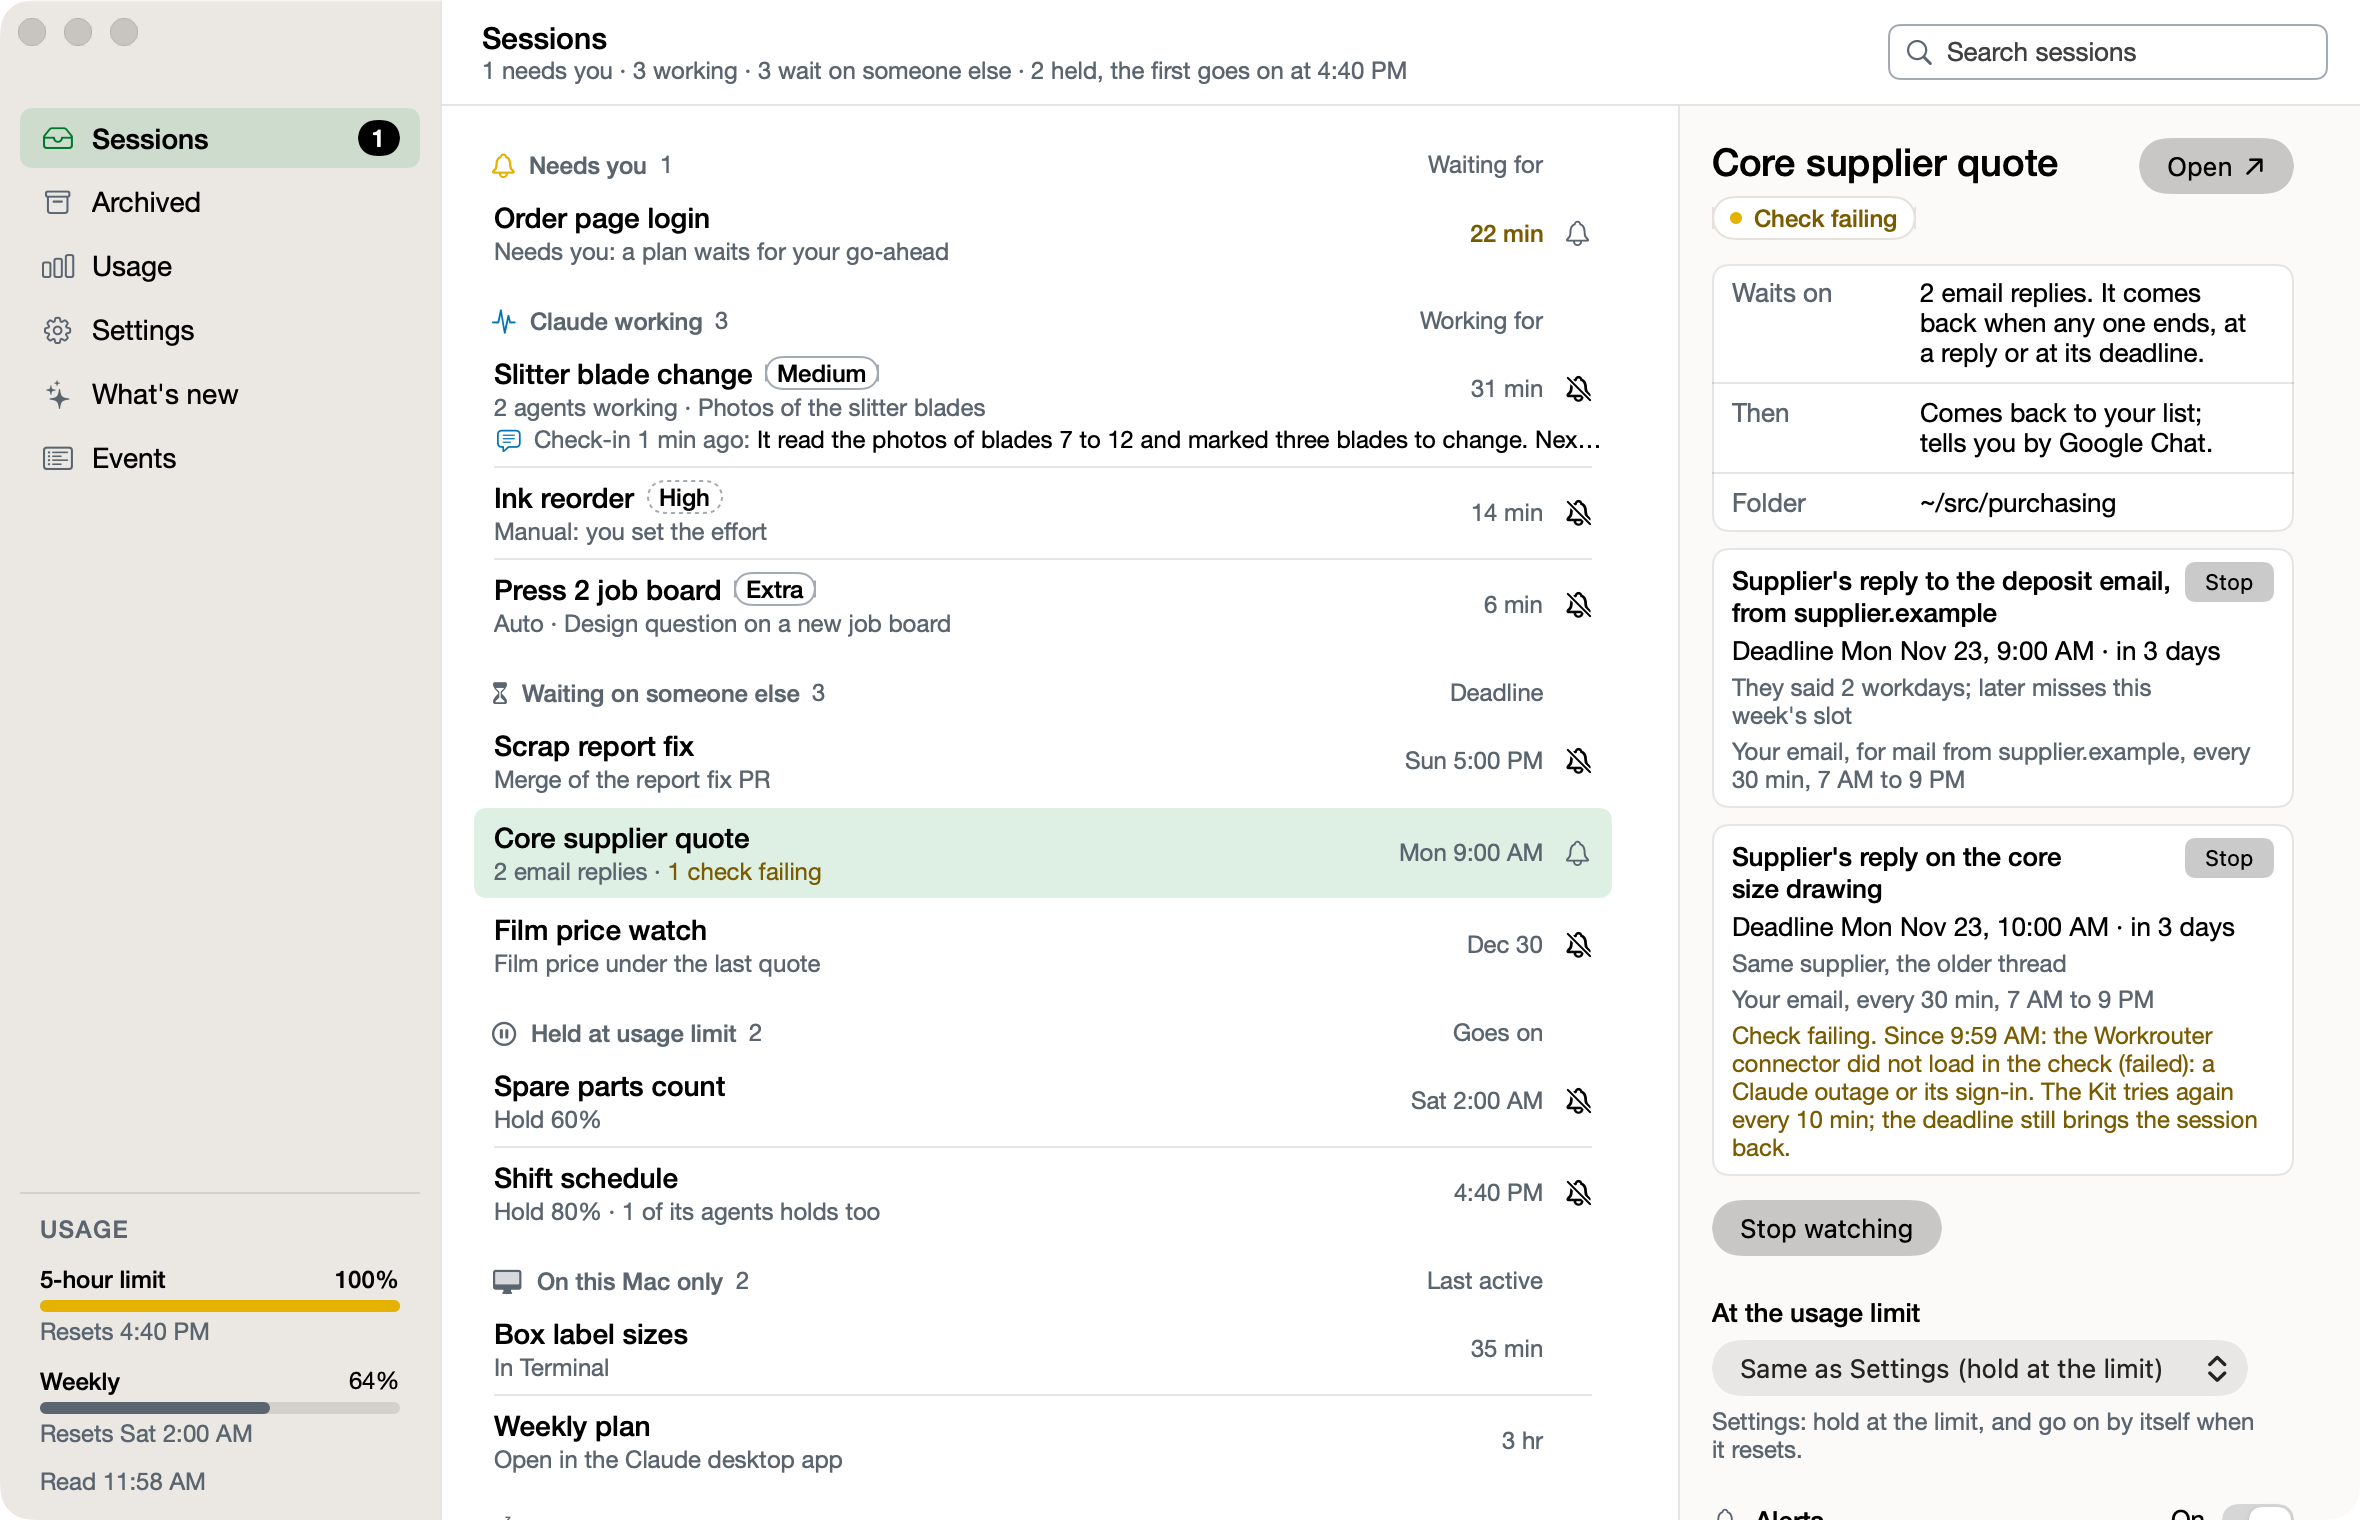 Sessions
1 needs you · 3 working · 3 wait on someone else · 2 held, the first goes on at 4:40 PM
Search sessions
Sessions 1
Archived
Usage
Settings
What's new
Events
USAGE
5-hour limit 100%
Resets 4:40 PM
Weekly 64%
Resets Sat 2:00 AM
Read 11:58 AM
Needs you 1 Waiting for
Order page login
Needs you: a plan waits for your go-ahead
22 min
Claude working 3 Working for
Slitter blade change Medium
2 agents working · Photos of the slitter blades
31 min
Check-in 1 min ago: It read the photos of blades 7 to 12 and marked three blades to change. Nex…
Ink reorder High
Manual: you set the effort
14 min
Press 2 job board Extra
Auto · Design question on a new job board
6 min
Waiting on someone else 3 Deadline
Scrap report fix
Merge of the report fix PR
Sun 5:00 PM
Core supplier quote
2 email replies · 1 check failing
Mon 9:00 AM
Film price watch
Film price under the last quote
Dec 30
Held at usage limit 2 Goes on
Spare parts count
Hold 60%
Sat 2:00 AM
Shift schedule
Hold 80% · 1 of its agents holds too
4:40 PM
On this Mac only 2 Last active
Box label sizes
In Terminal
35 min
Weekly plan
Open in the Claude desktop app
3 hr
Core supplier quote
Open
Check failing
Waits on
2 email replies. It comes
back when any one ends, at
a reply or at its deadline.
Then
Comes back to your list;
tells you by Google Chat.
Folder
~/src/purchasing
Supplier's reply to the deposit email,
from supplier.example
Stop
Deadline Mon Nov 23, 9:00 AM · in 3 days
They said 2 workdays; later misses this
week's slot
Your email, for mail from supplier.example, every
30 min, 7 AM to 9 PM
Supplier's reply on the core
size drawing
Stop
Deadline Mon Nov 23, 10:00 AM · in 3 days
Same supplier, the older thread
Your email, every 30 min, 7 AM to 9 PM
Check failing. Since 9:59 AM: the Workrouter
connector did not load in the check (failed): a
Claude outage or its sign-in. The Kit tries again
every 10 min; the deadline still brings the session
back.
Stop watching
At the usage limit
Same as Settings (hold at the limit)
Settings: hold at the limit, and go on by itself when
it resets.
Alerts On